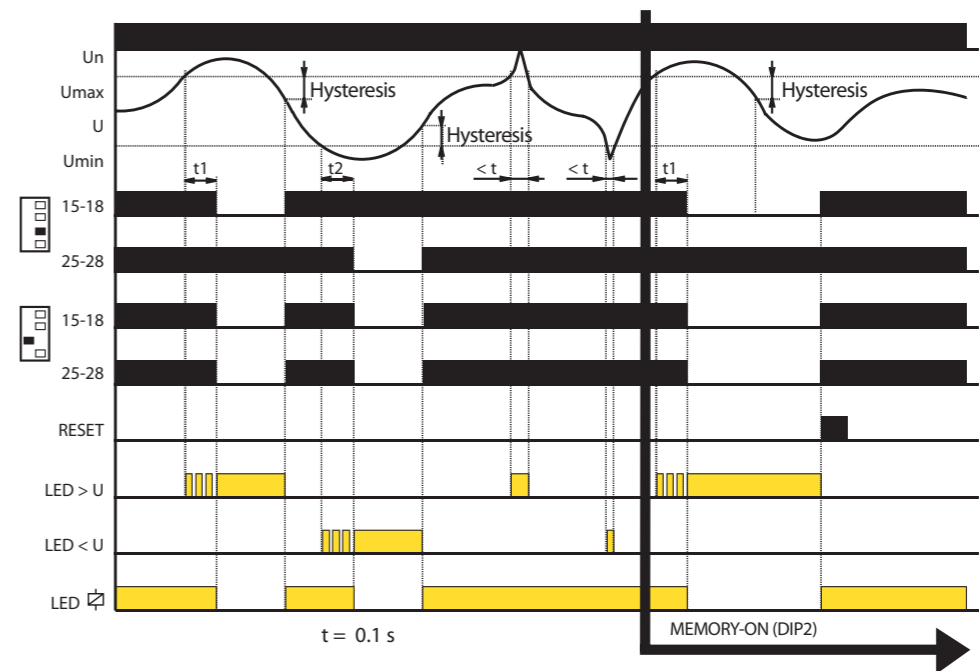 Un
Umax
Hysteresis
Hysteresis
U
Hysteresis
Umin
t1
t2
< t
< t
t1
15-18
25-28
15-18
25-28
RESET
LED > U
LED < U
LED
t = 0.1 s
MEMORY-ON (DIP2)